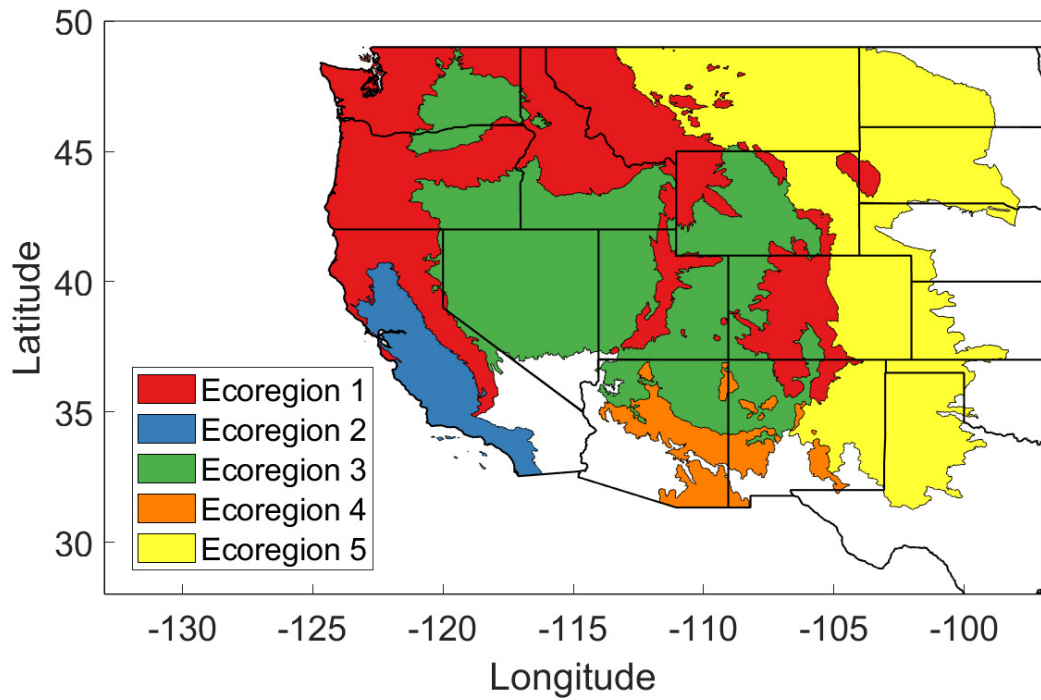 50
45
40
35
30
Latitude
Ecoregion 1
Ecoregion 2
Ecoregion 3
Ecoregion 4
Ecoregion 5
-130
-125
-120
-115
-110
-105
-100
Longitude